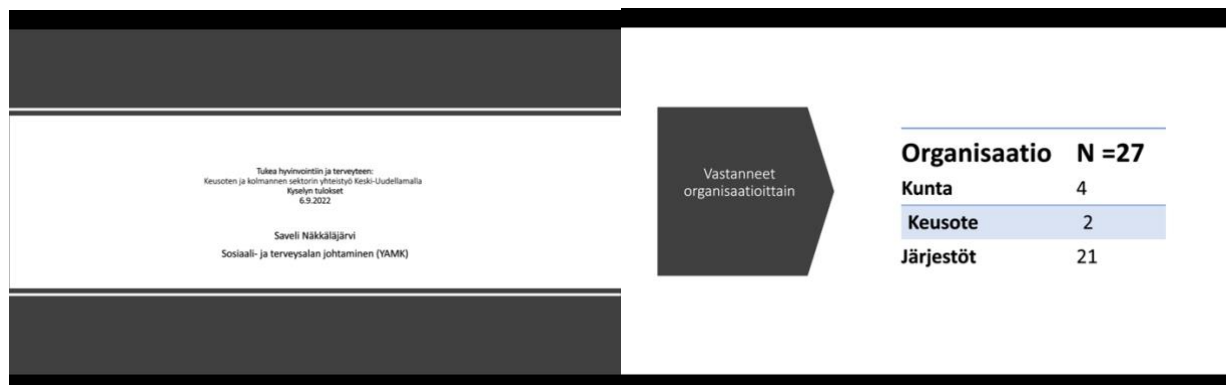 Tukea hyvinvointiin ja terveyteen:
Keusoten ja kolmannen sektorin yhteistyö Keski-Uudellamalla
Kyselyn tulokset
6.9.2022
Saveli Näkkäläjärvi
Sosiaali- ja terveysalan johtaminen (YAMK)
Vastanneet
organisaatioittain
Organisaatio N =27
Kunta 4
Keusote 2
Järjestöt 21